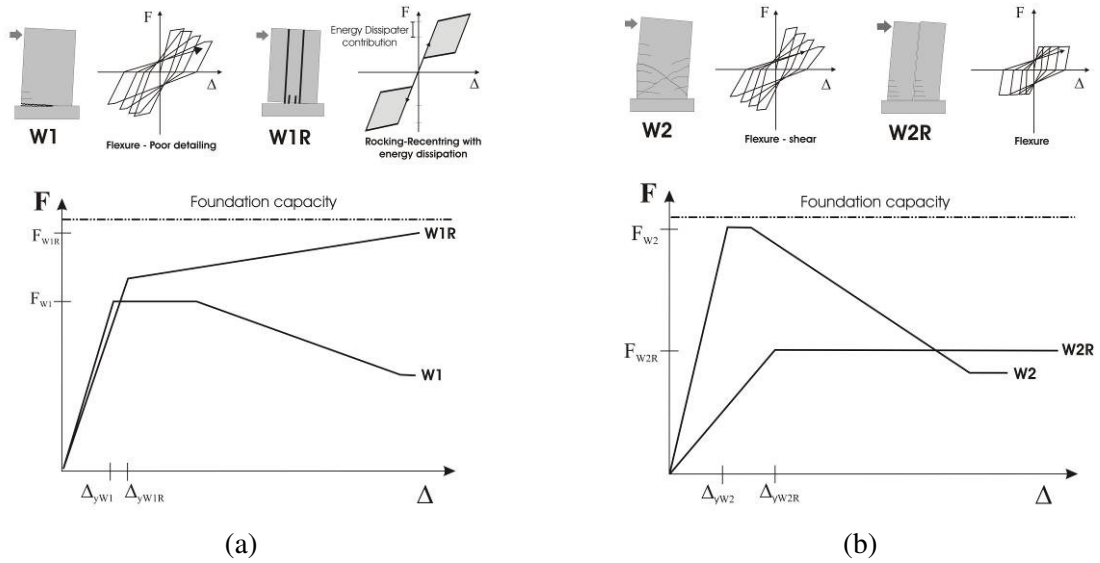 F
Energy Dissipater
contribution
F
Δ
Δ
W1
Flexure - Poor detailing
W1R
Rocking-Recentring with
energy dissipation
F
Foundation capacity
F_W1R
W1R
F_W1
W1
Δ_yW1
Δ_yW1R
Δ
(a)
F
F
Δ
Δ
W2
Flexure - shear
W2R
Flexure
F
Foundation capacity
F_W2
F_W2R
W2R
W2
Δ_yW2
Δ_yW2R
Δ
(b)